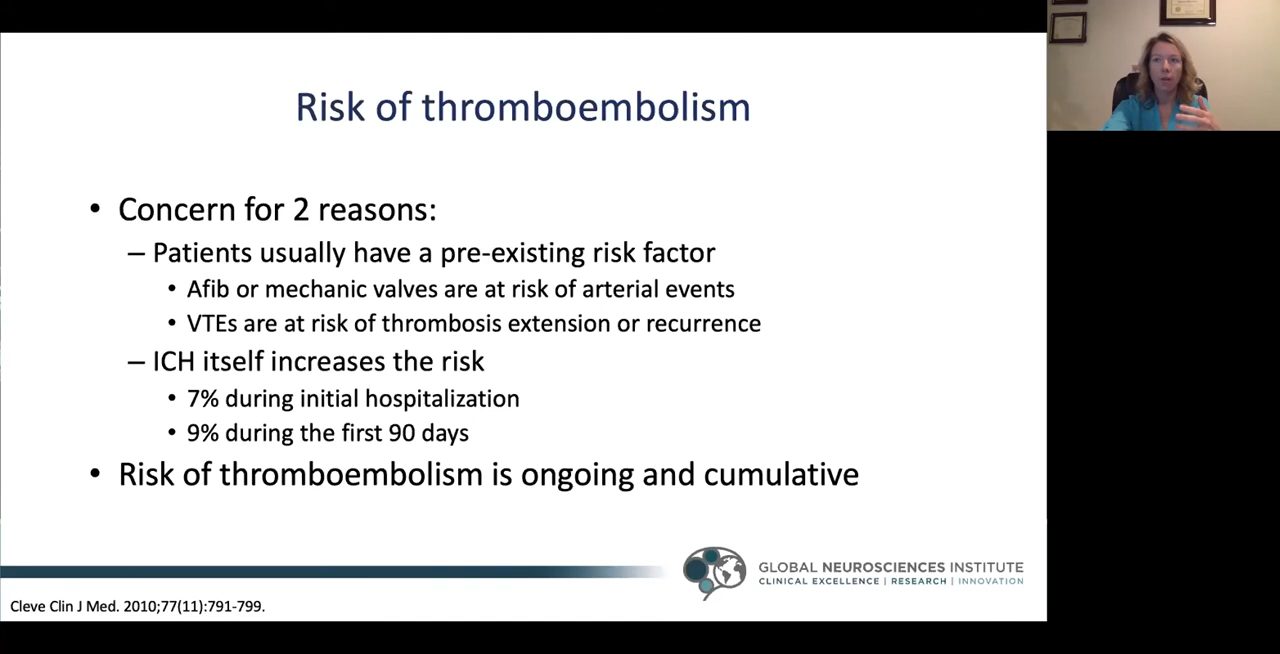 Risk of thromboembolism
• Concern for 2 reasons:
– Patients usually have a pre-existing risk factor
• Afib or mechanic valves are at risk of arterial events
• VTEs are at risk of thrombosis extension or recurrence
– ICH itself increases the risk
• 7% during initial hospitalization
• 9% during the first 90 days
• Risk of thromboembolism is ongoing and cumulative
GLOBAL NEUROSCIENCES INSTITUTE
CLINICAL EXCELLENCE | RESEARCH | INNOVATION
Cleve Clin J Med. 2010;77(11):791-799.